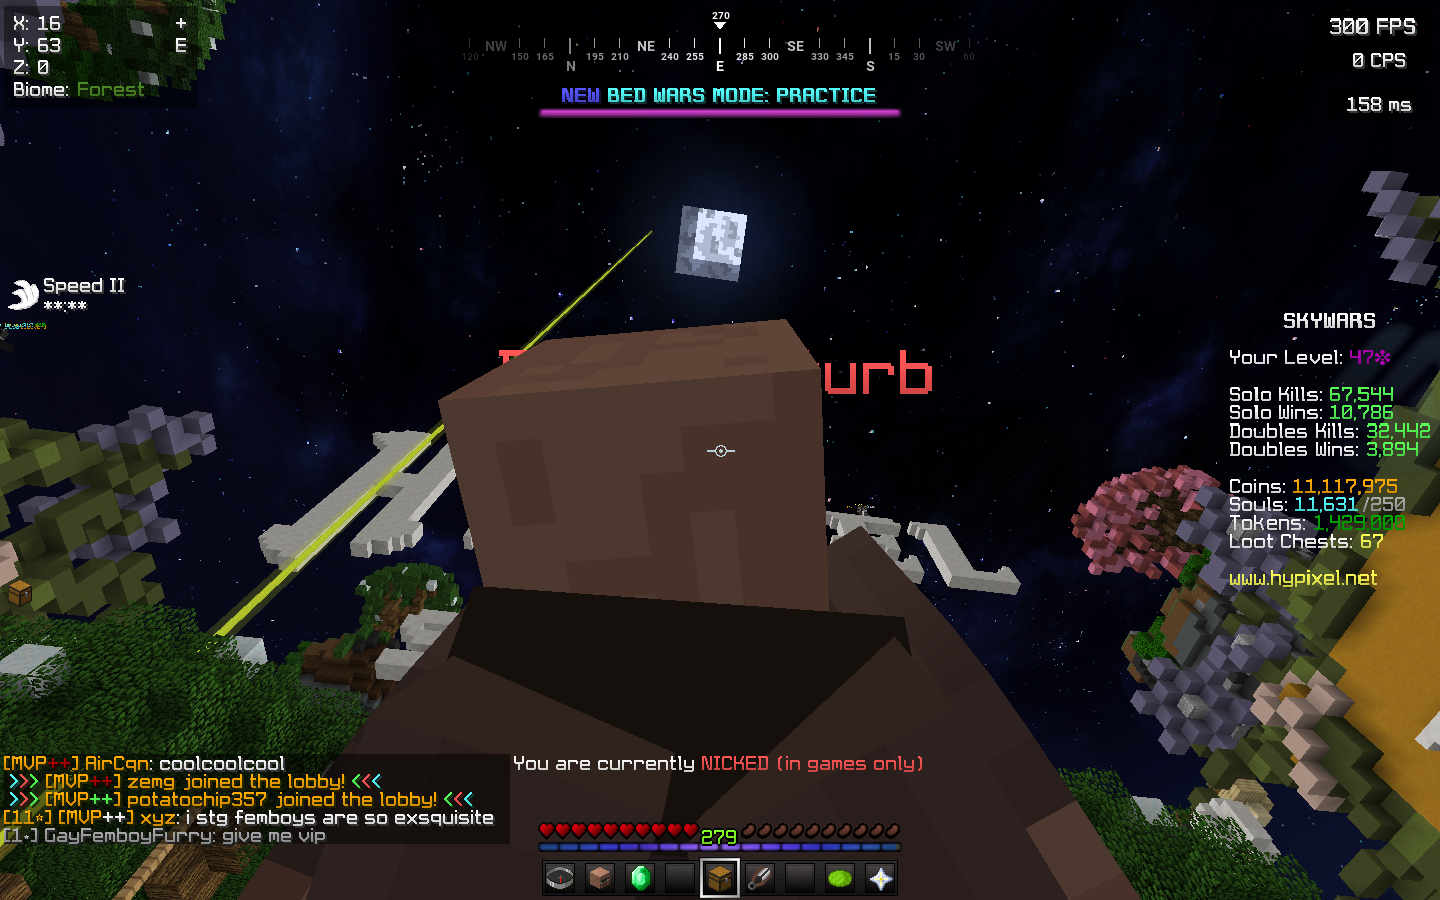 X: 16 +
Y: 63 E
Z: 0
Biome: Forest
270
NW NE SE SW
120 150 165 195 210 240 255 285 300 330 345 15 30 60
N E S
NEW BED WARS MODE: PRACTICE
300 FPS
0 CPS
158 ms
Speed II
**:**
urb
SKYWARS
Your Level: 47
Solo Kills: 67,544
Solo Wins: 10,786
Doubles Kills: 32,442
Doubles Wins: 3,894
Coins: 11,117,975
Souls: 11,631 /250
Tokens: 1,429,000
Loot Chests: 67
www.hypixel.net
[MVP++] AirCqn: coolcoolcool
>>> [MVP++] zemg joined the lobby! <<<
>>> [MVP++] potatochip357 joined the lobby! <<<
[11☆] [MVP++] xyz: i stg femboys are so exsquisite
[1☆] GayFemboyFurry: give me vip
You are currently NICKED (in games only)
279